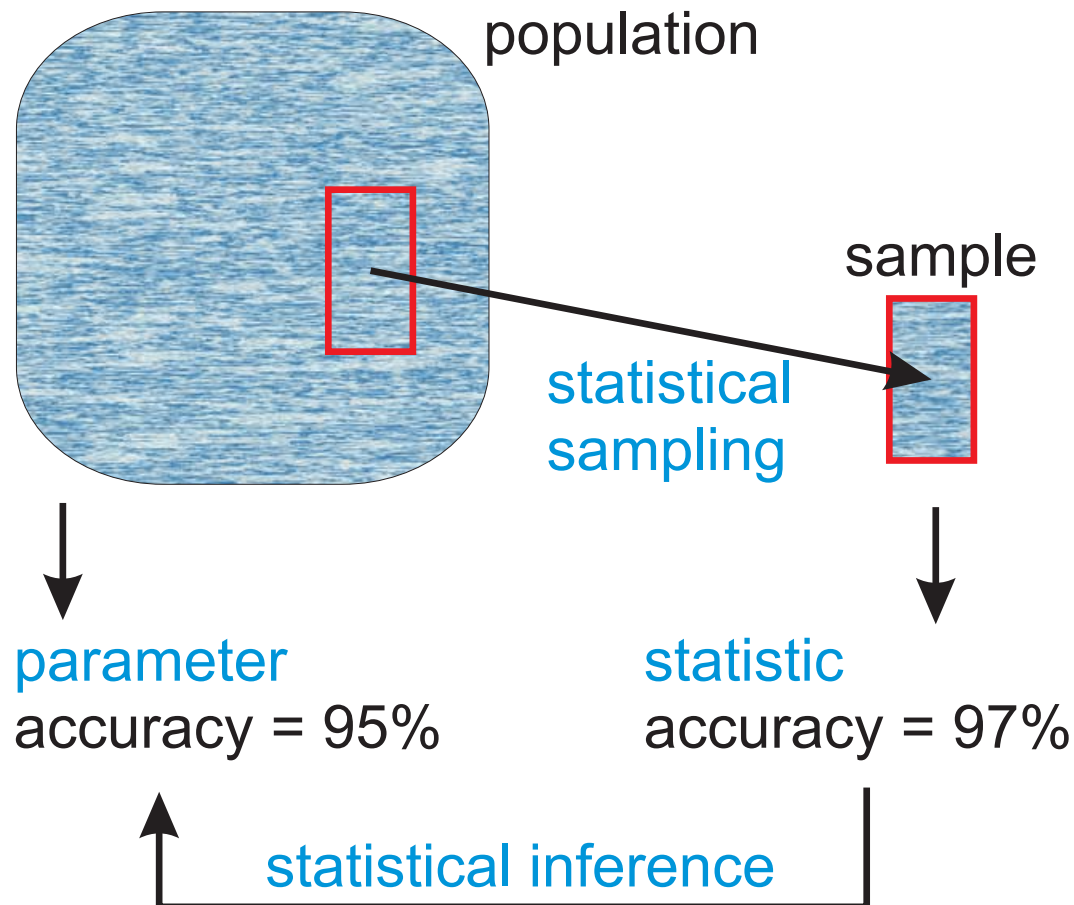 population
sample
statistical
sampling
parameter
accuracy = 95%
statistic
accuracy = 97%
statistical inference